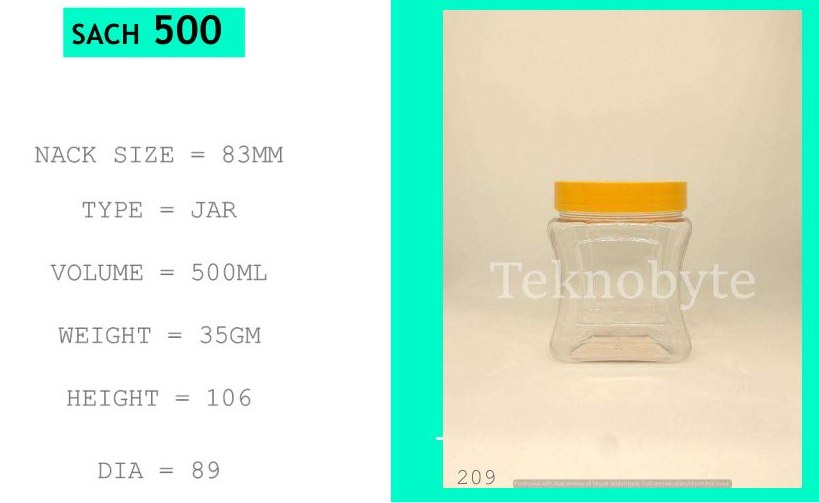 SACH 500
NACK SIZE = 83MM
TYPE = JAR
VOLUME = 500ML
WEIGHT = 35GM
HEIGHT = 106
DIA = 89
Teknobyte
209